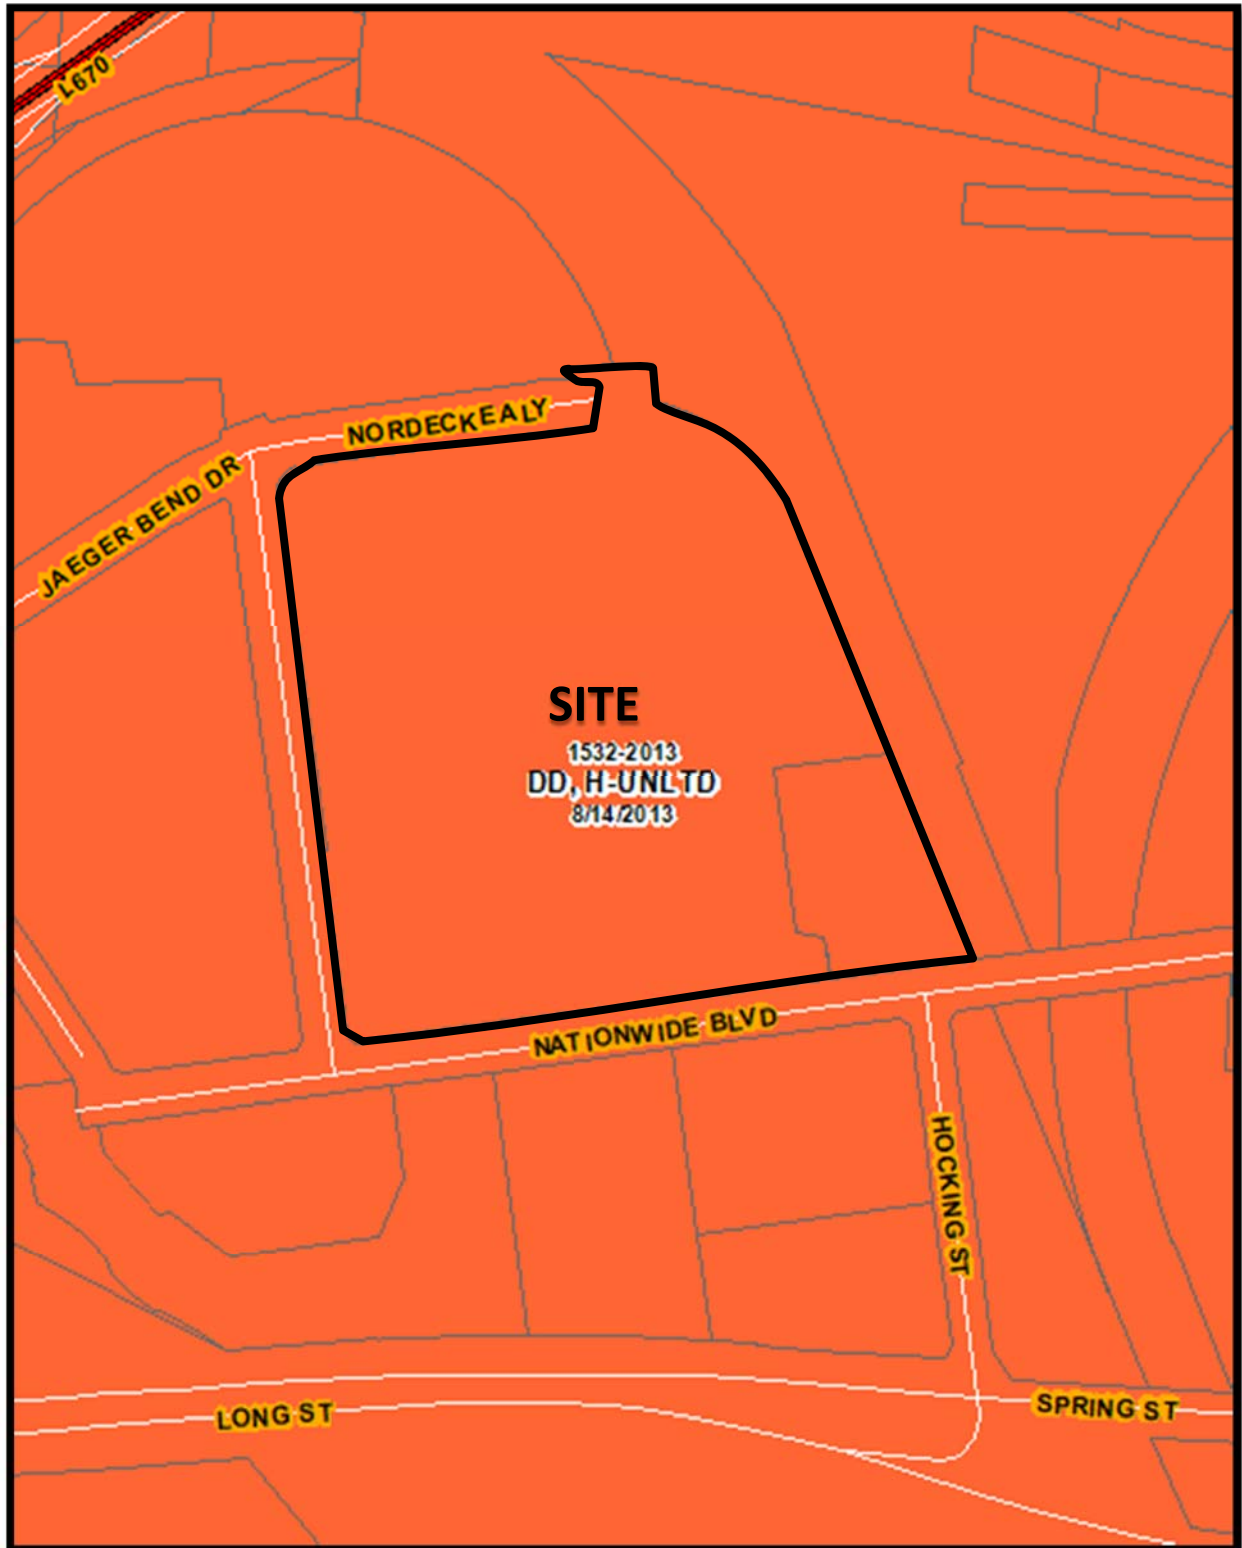 L670
NORDECKE ALY
JAEGER BEND DR
SITE
1532-2013
DD, H-UNLTD
8/14/2013
NATIONWIDE BLVD
HOCKING ST
LONG ST
SPRING ST